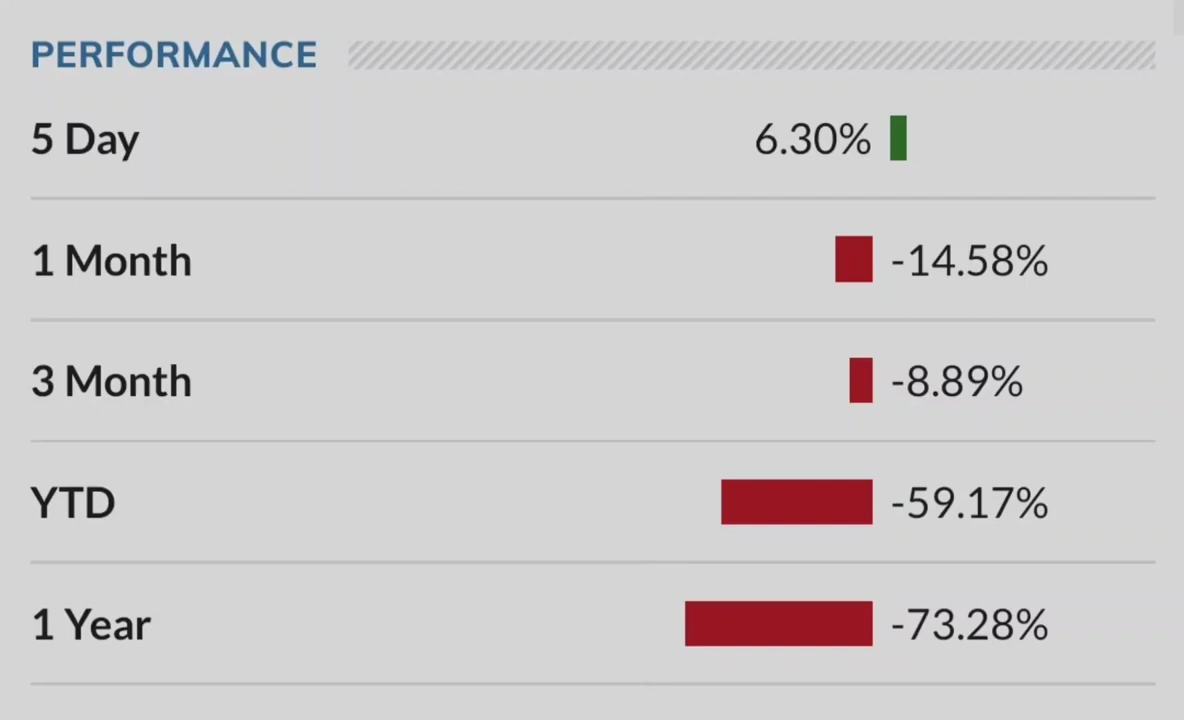 PERFORMANCE
5 Day 6.30%
1 Month -14.58%
3 Month -8.89%
YTD -59.17%
1 Year -73.28%